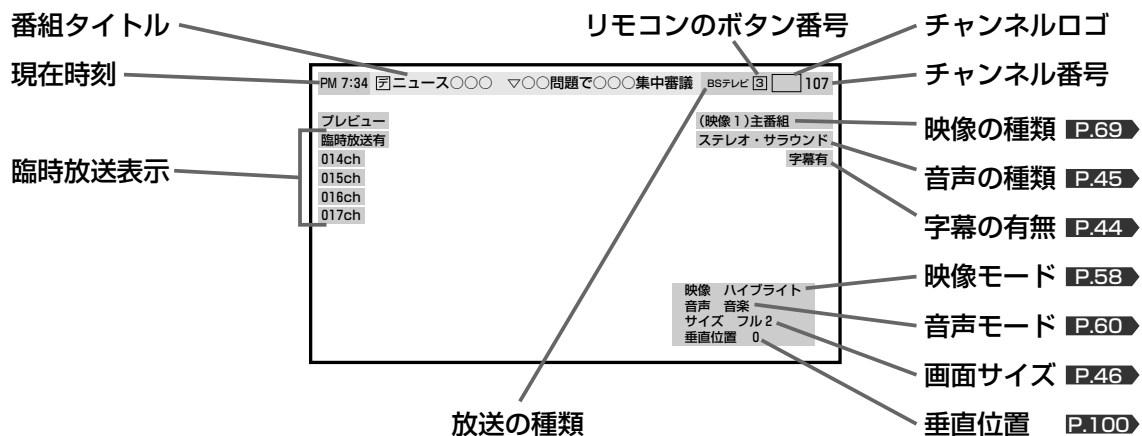 番組タイトル
リモコンのボタン番号
チャンネルロゴ
現在時刻
チャンネル番号
PM 7:34 デニュース○○○ ▽○○問題で○○○集中審議 BSテレビ 3 107
プレビュー
臨時放送有
014ch
015ch
016ch
017ch
臨時放送表示
(映像1)主番組
ステレオ・サラウンド
字幕有
映像の種類 P.69
音声の種類 P.45
字幕の有無 P.44
映像 ハイブライト
音声 音楽
サイズ フル2
垂直位置 0
映像モード P.58
音声モード P.60
画面サイズ P.46
垂直位置 P.100
放送の種類